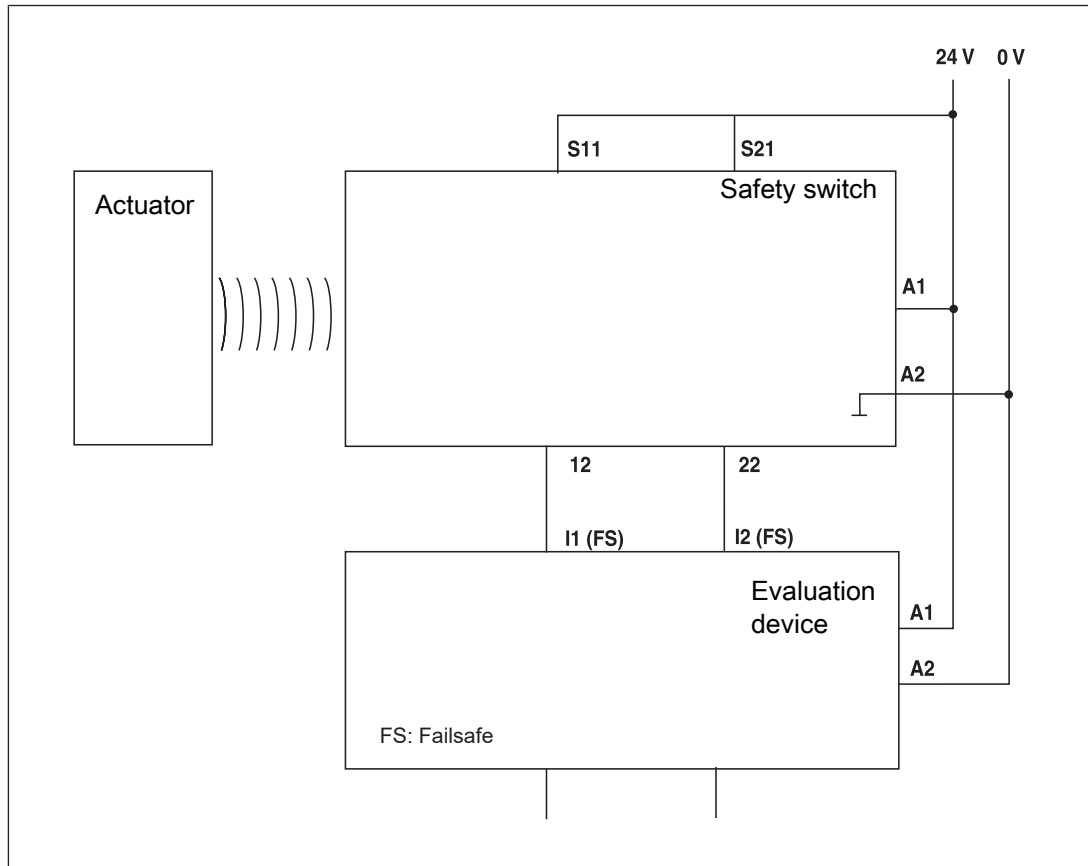 24 V 0 V
S11 S21
Safety switch
Actuator
A1
A2
12 22
I1 (FS) I2 (FS)
Evaluation
device
A1
A2
FS: Failsafe